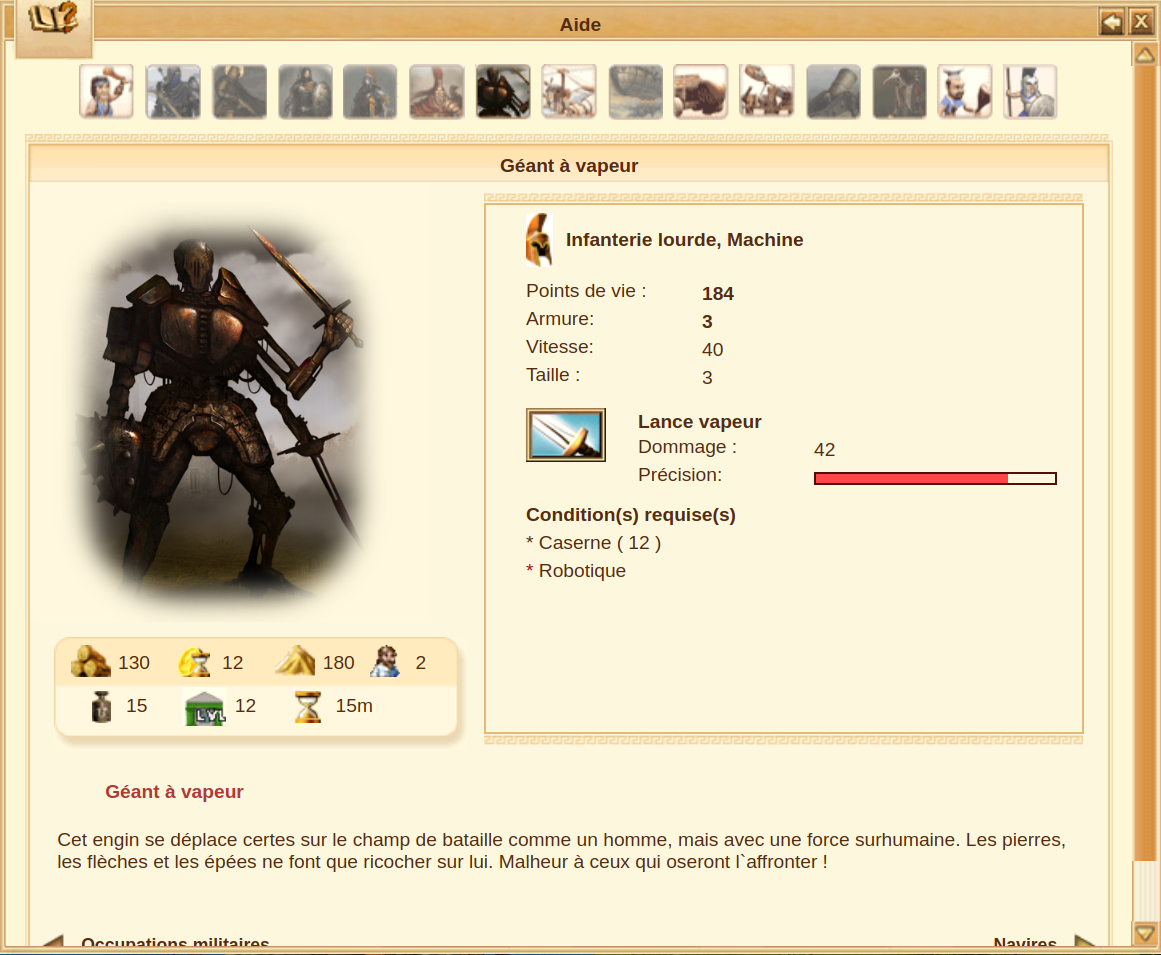 Aide
Géant à vapeur
Infanterie lourde, Machine
Points de vie : 184
Armure: 3
Vitesse: 40
Taille : 3
Lance vapeur
Dommage : 42
Précision:
Condition(s) requise(s)
* Caserne ( 12 )
* Robotique
130 12 180 2
15 LVL 12 15m
Géant à vapeur
Cet engin se déplace certes sur le champ de bataille comme un homme, mais avec une force surhumaine. Les pierres,
les flèches et les épées ne font que ricocher sur lui. Malheur à ceux qui oseront l`affronter !
Occupations militaires Navires